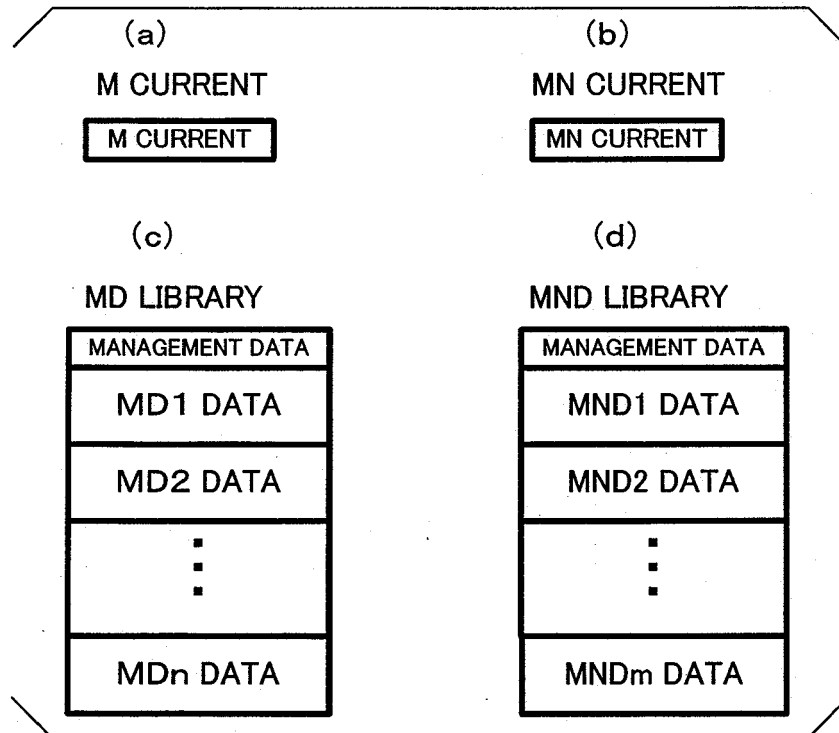 (a)
M CURRENT
M CURRENT
(b)
MN CURRENT
MN CURRENT
(c)
MD LIBRARY
MANAGEMENT DATA
MD1 DATA
MD2 DATA
MDn DATA
(d)
MND LIBRARY
MANAGEMENT DATA
MND1 DATA
MND2 DATA
MNDm DATA